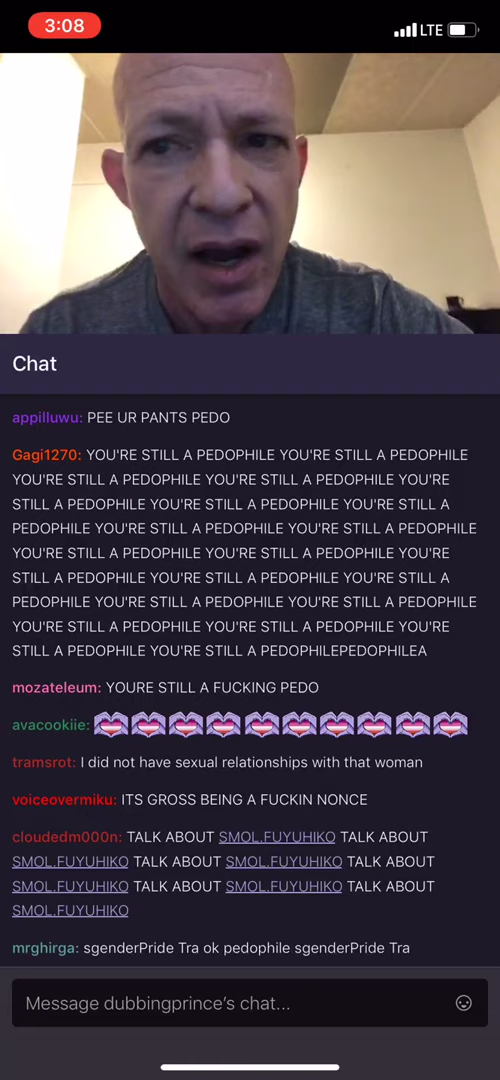 3:08
LTE
Chat
appilluwu: PEE UR PANTS PEDO
Gagi1270: YOU'RE STILL A PEDOPHILE YOU'RE STILL A PEDOPHILE
YOU'RE STILL A PEDOPHILE YOU'RE STILL A PEDOPHILE YOU'RE
STILL A PEDOPHILE YOU'RE STILL A PEDOPHILE YOU'RE STILL A
PEDOPHILE YOU'RE STILL A PEDOPHILE YOU'RE STILL A PEDOPHILE
YOU'RE STILL A PEDOPHILE YOU'RE STILL A PEDOPHILE YOU'RE
STILL A PEDOPHILE YOU'RE STILL A PEDOPHILE YOU'RE STILL A
PEDOPHILE YOU'RE STILL A PEDOPHILE YOU'RE STILL A PEDOPHILE
YOU'RE STILL A PEDOPHILE YOU'RE STILL A PEDOPHILE YOU'RE
STILL A PEDOPHILE YOU'RE STILL A PEDOPHILEPEDOPHILEA
mozateleum: YOURE STILL A FUCKING PEDO
avacookiie:
tramsrot: I did not have sexual relationships with that woman
voiceovermiku: ITS GROSS BEING A FUCKIN NONCE
cloudedm000n: TALK ABOUT SMOL.FUYUHIKO TALK ABOUT
SMOL.FUYUHIKO TALK ABOUT SMOL.FUYUHIKO TALK ABOUT
SMOL.FUYUHIKO TALK ABOUT SMOL.FUYUHIKO TALK ABOUT
SMOL.FUYUHIKO
mrghirga: sgenderPride Tra ok pedophile sgenderPride Tra
Message dubbingprince's chat...